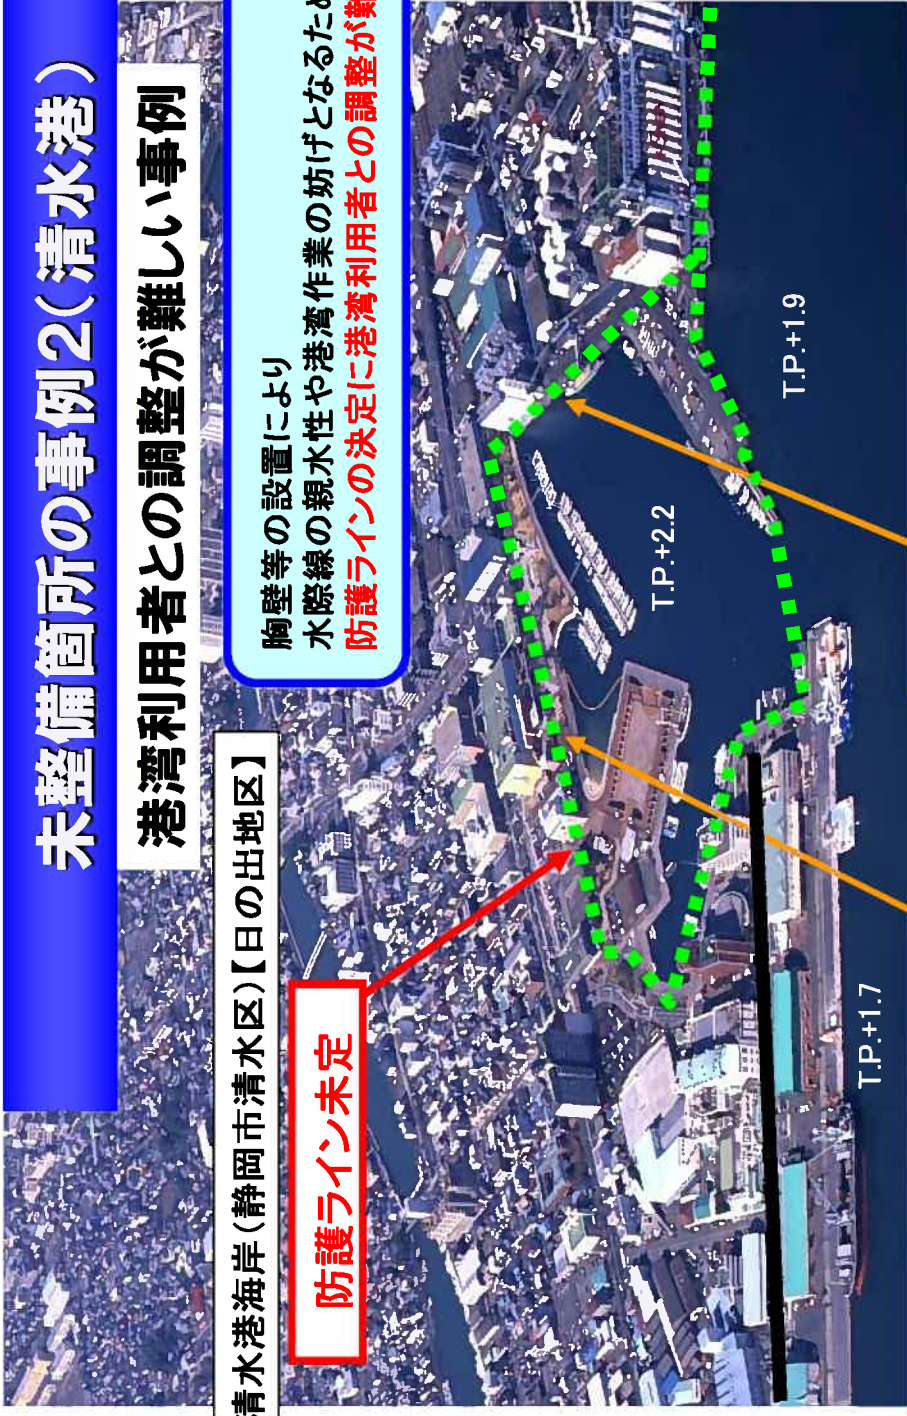 未整備箇所の事例2(清水港)
港湾利用者との調整が難しい事例
清水港海岸(静岡市清水区)【日の出地区】
胸壁等の設置により
水際線の親水性や港湾作業の妨げとなるため
防護ラインの決定に港湾利用者との調整が難
防護ライン未定
T.P.+2.2
T.P.+1.9
T.P.+1.7